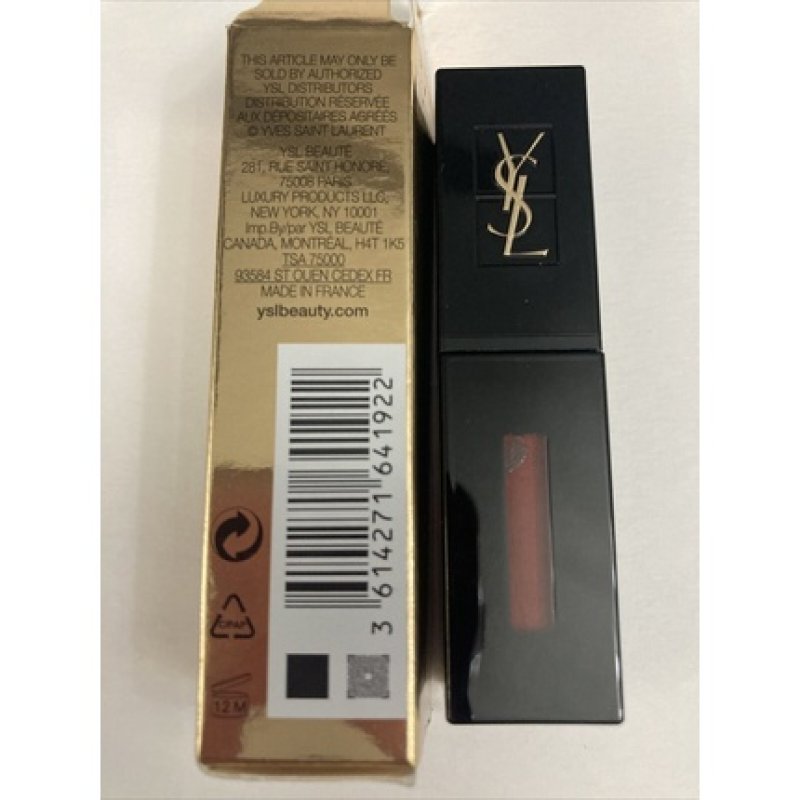 THIS ARTICLE MAY ONLY BE
SOLD BY AUTHORIZED
YSL DISTRIBUTORS
DISTRIBUTION RÉSERVÉE
AUX DÉPOSITAIRES AGRÉÉS
© YVES SAINT LAURENT
YSL BEAUTÉ
281, RUE SAINT HONORE,
75008 PARIS
LUXURY PRODUCTS LLC,
NEW YORK, NY 10001
Imp.By/par YSL BEAUTÉ
CANADA, MONTRÉAL, H4T 1K5
TSA 75000
93584 ST OUEN CEDEX FR
MADE IN FRANCE
yslbeauty.com
3 614271 641922
C/PAP
12 M
YSL